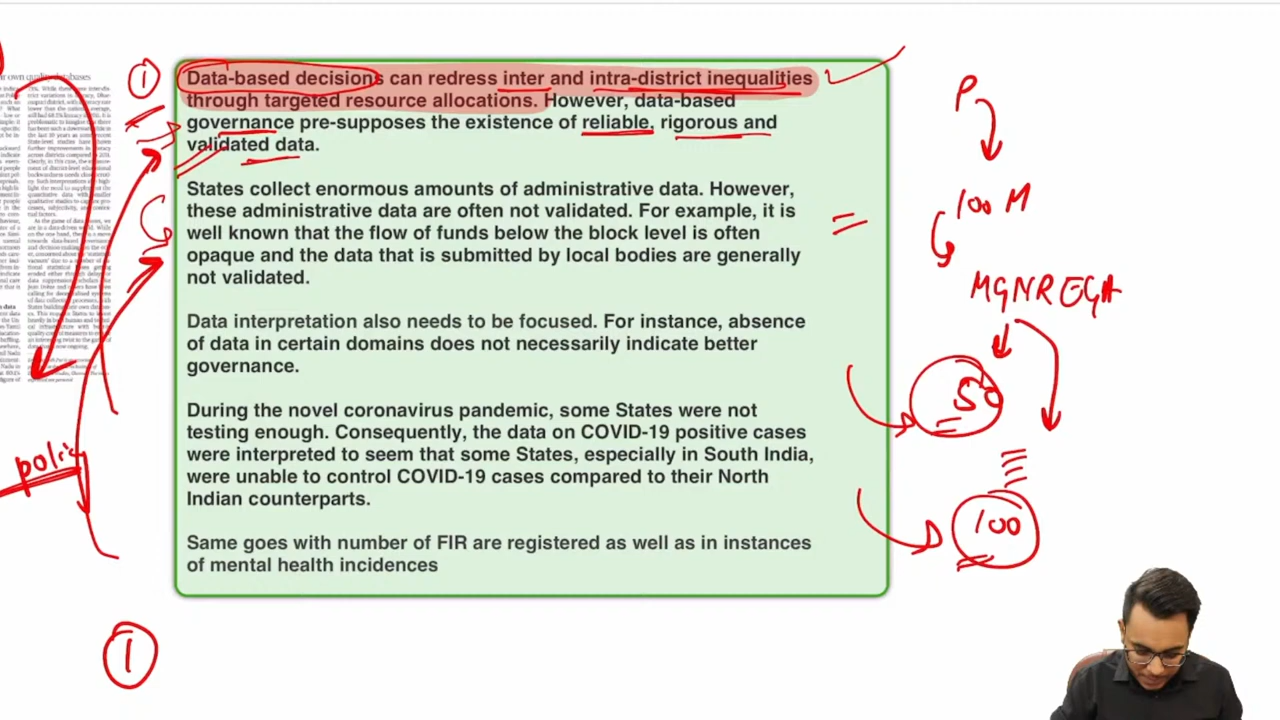 ir own quality databases
①
Data-based decisions can redress inter and intra-district inequalities
through targeted resource allocations. However, data-based
governance pre-supposes the existence of reliable, rigorous and
validated data.
States collect enormous amounts of administrative data. However,
these administrative data are often not validated. For example, it is
well known that the flow of funds below the block level is often
opaque and the data that is submitted by local bodies are generally
not validated.
Data interpretation also needs to be focused. For instance, absence
of data in certain domains does not necessarily indicate better
governance.
During the novel coronavirus pandemic, some States were not
testing enough. Consequently, the data on COVID-19 positive cases
were interpreted to seem that some States, especially in South India,
were unable to control COVID-19 cases compared to their North
Indian counterparts.
Same goes with number of FIR are registered as well as in instances
of mental health incidences
P
100 M
MGNREGA
50
100
①